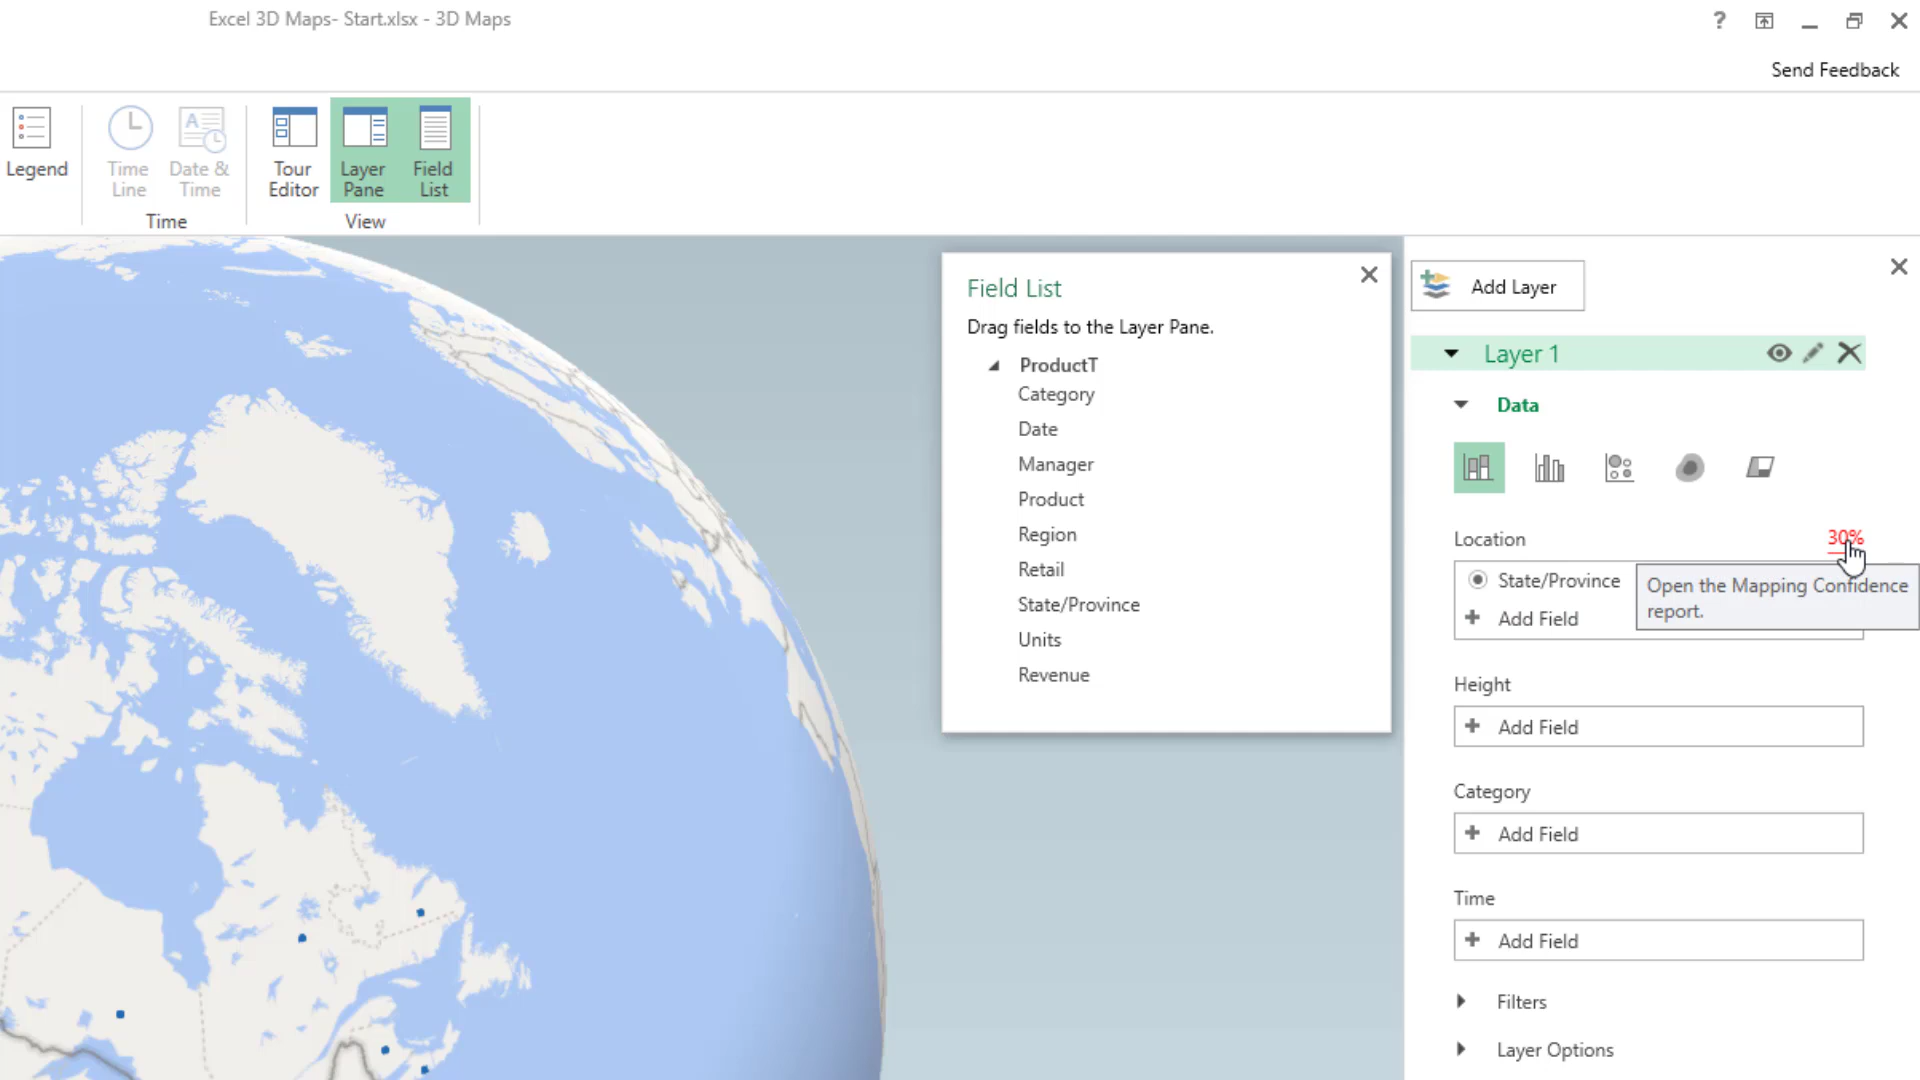 Excel 3D Maps- Start.xlsx - 3D Maps
?
Send Feedback
Legend
Time
Line
Date &
Time
Time
Tour
Editor
Layer
Pane
Field
List
View
Field List
Drag fields to the Layer Pane.
ProductT
Category
Date
Manager
Product
Region
Retail
State/Province
Units
Revenue
Add Layer
Layer 1
Data
Location
30%
State/Province
Add Field
Open the Mapping Confidence
report.
Height
Add Field
Category
Add Field
Time
Add Field
Filters
Layer Options